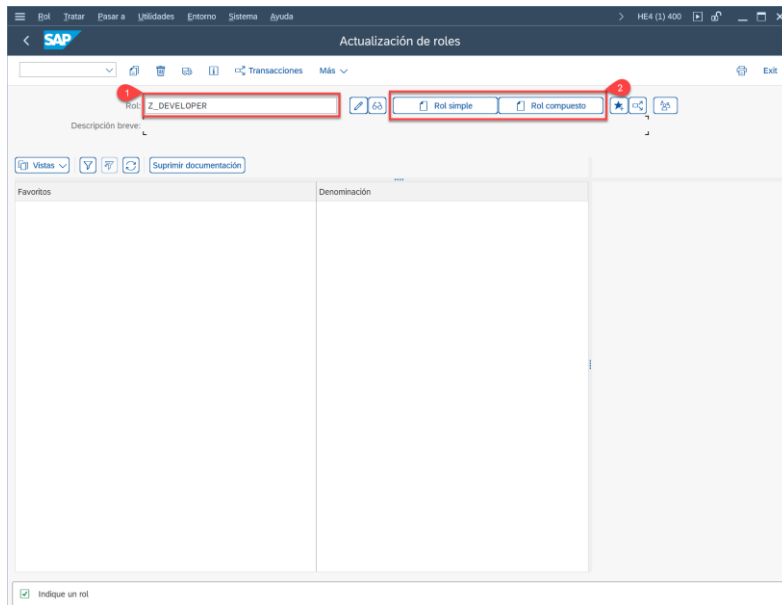 Rol Tratar Pasar a Utilidades Entorno Sistema Ayuda HE4 (1) 400
SAP Actualización de roles
Transacciones Más Exit
1 2
Rol: Z_DEVELOPER Rol simple Rol compuesto
Descripción breve:
Vistas Suprimir documentación
Favoritos Denominación
Indique un rol